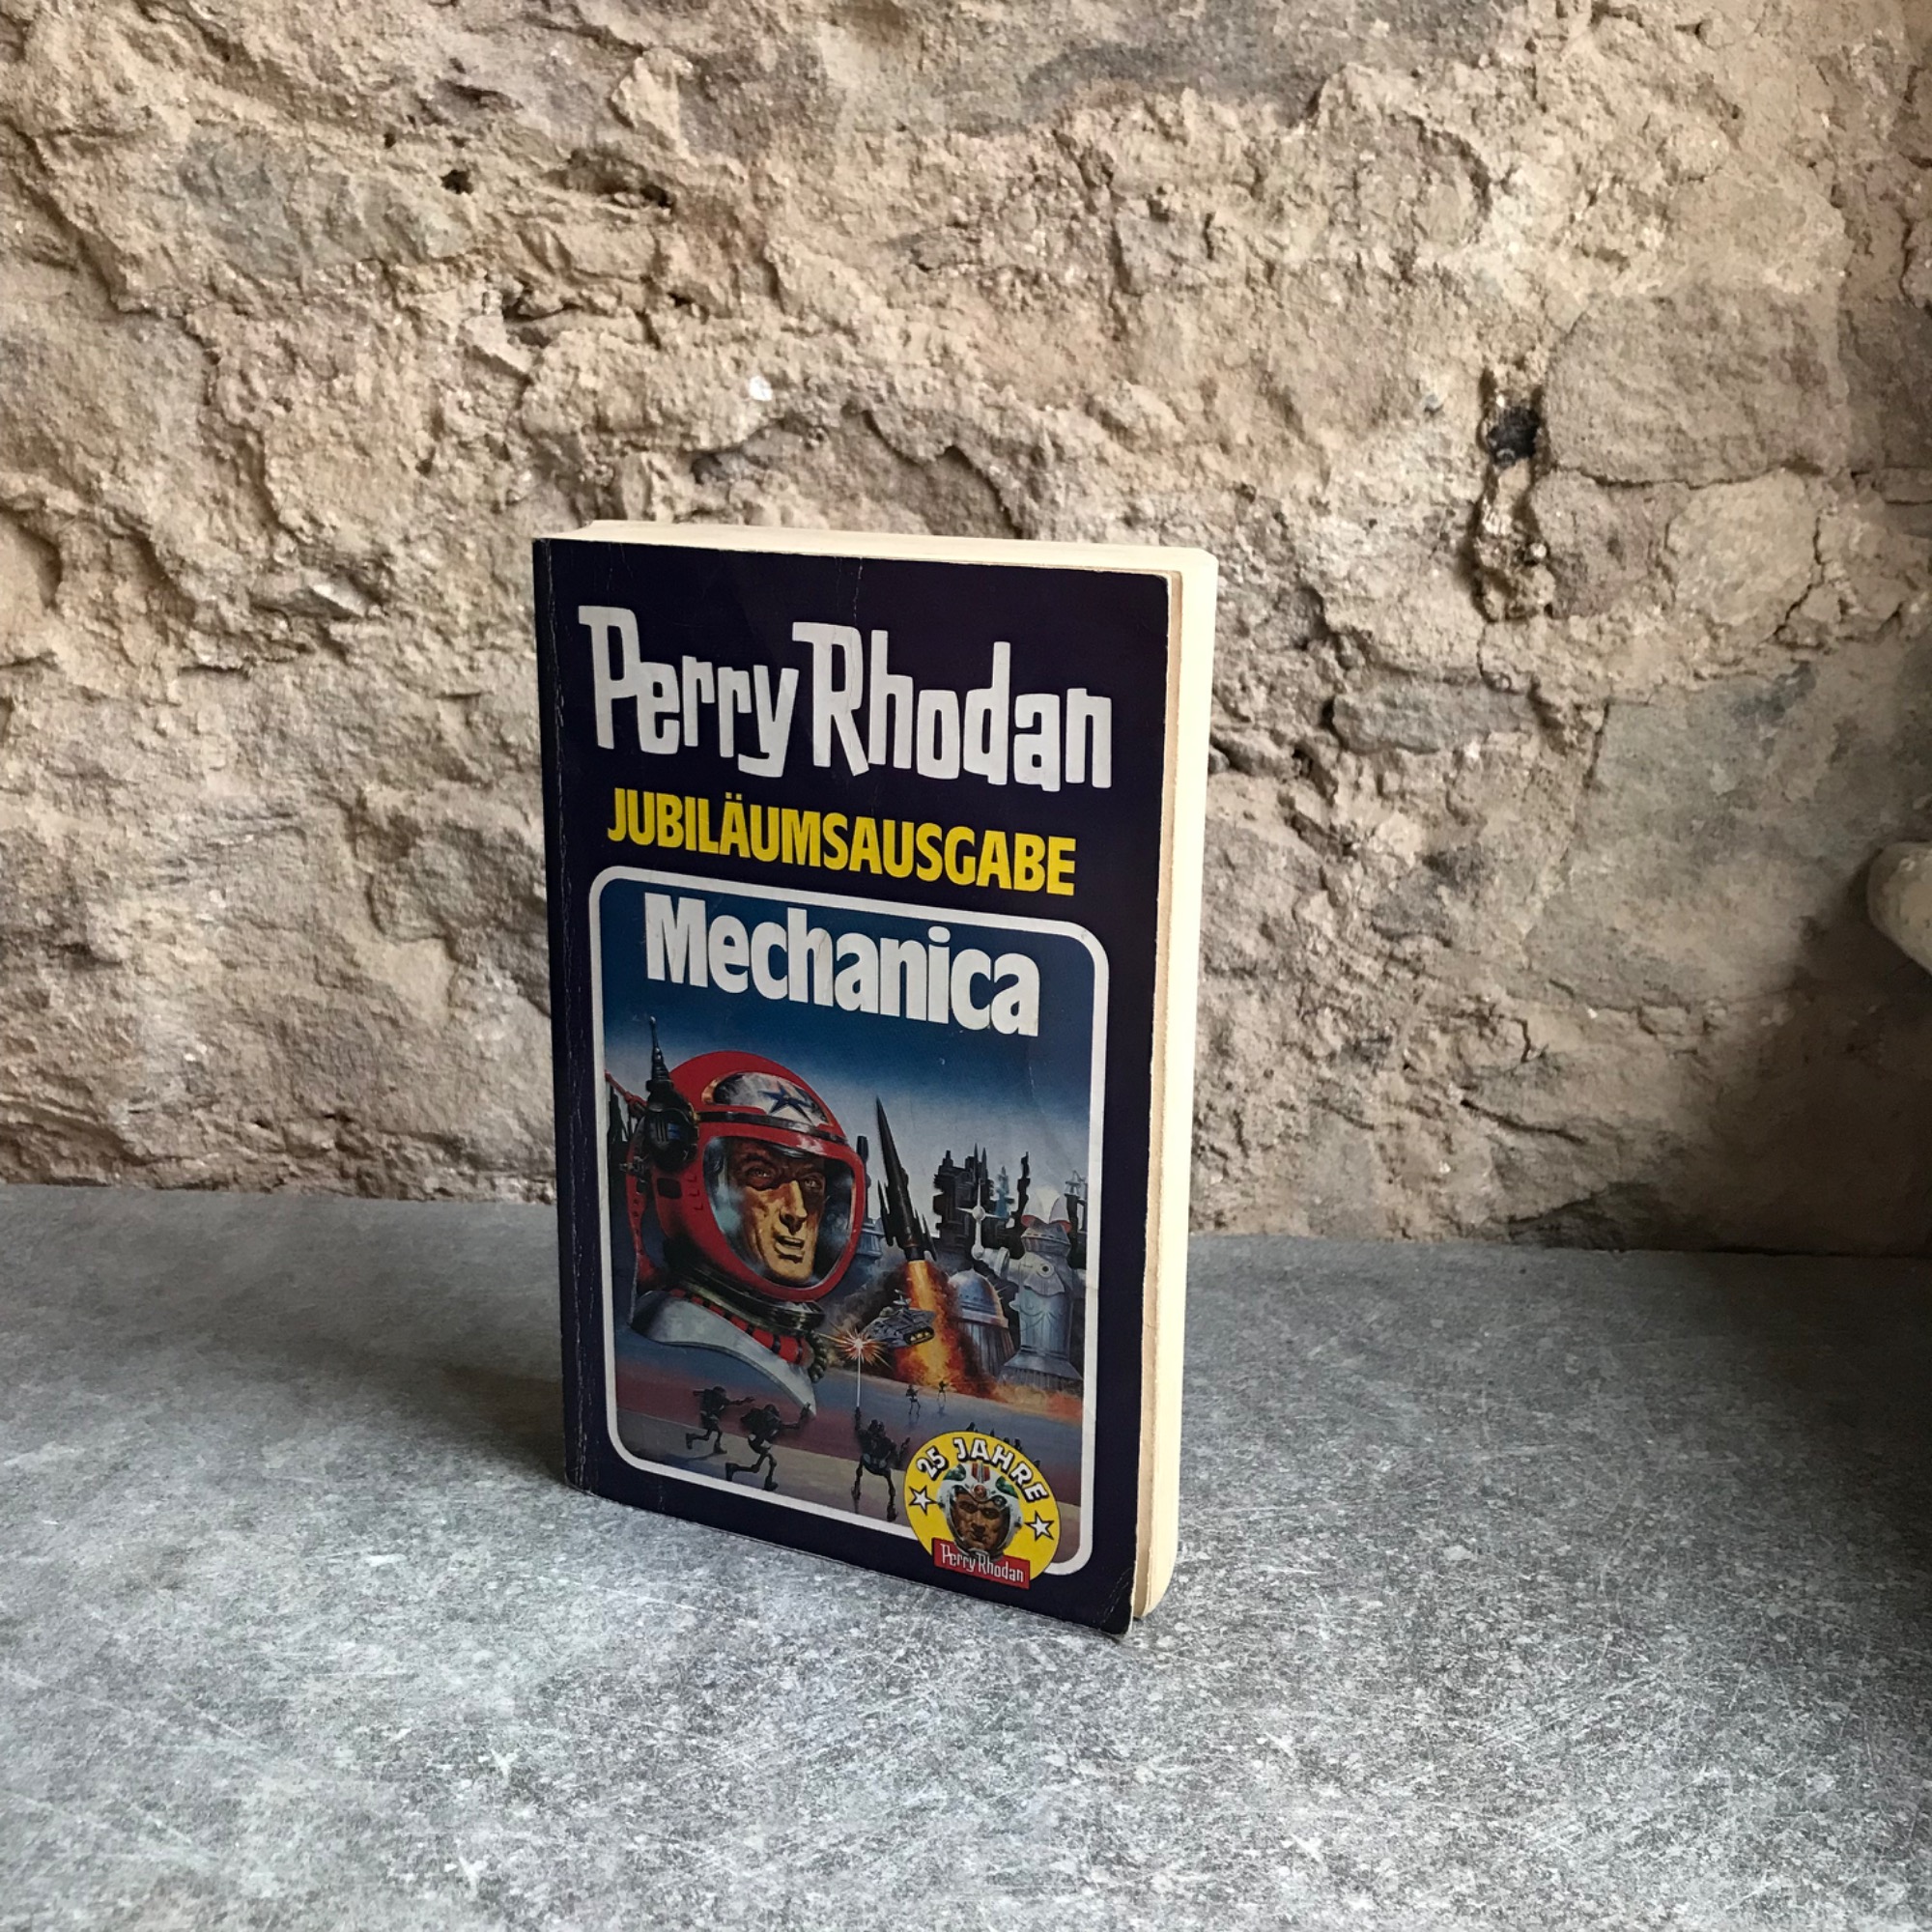 Perry Rhodan
JUBILÄUMSAUSGABE
Mechanica
25 JAHRE
Perry Rhodan